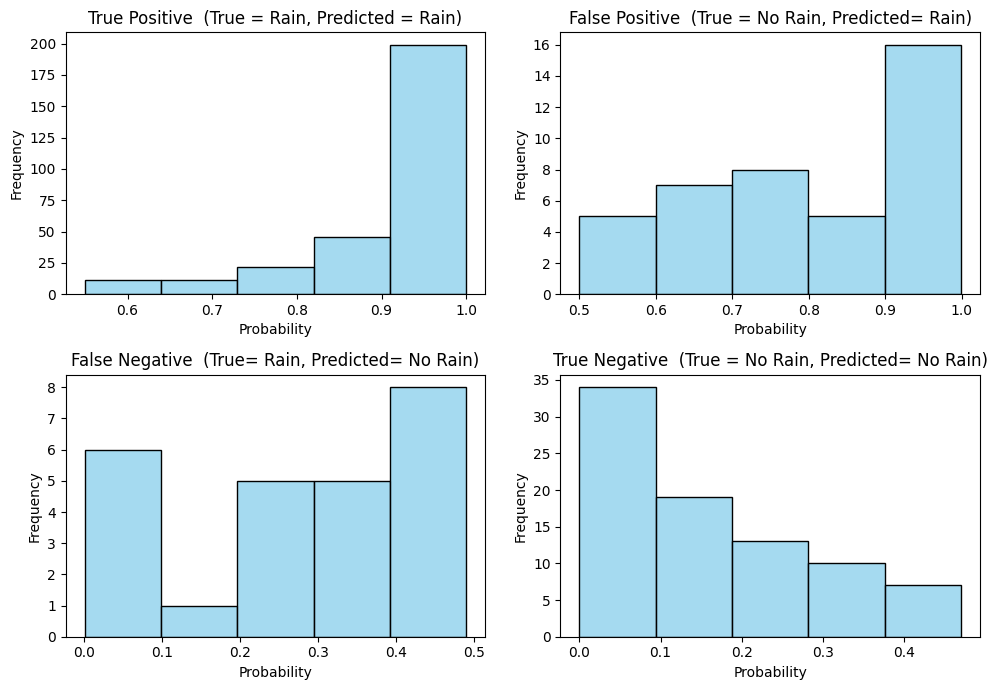 True Positive  (True = Rain, Predicted = Rain)
200
175
150
125
100
75
50
25
0
Frequency
0.6 0.7 0.8 0.9 1.0
Probability
False Positive  (True = No Rain, Predicted= Rain)
16
14
12
10
8
6
4
2
0
Frequency
0.5 0.6 0.7 0.8 0.9 1.0
Probability
False Negative  (True= Rain, Predicted= No Rain)
8
7
6
5
4
3
2
1
0
Frequency
0.0 0.1 0.2 0.3 0.4 0.5
Probability
True Negative  (True = No Rain, Predicted= No Rain)
35
30
25
20
15
10
5
0
Frequency
0.0 0.1 0.2 0.3 0.4
Probability